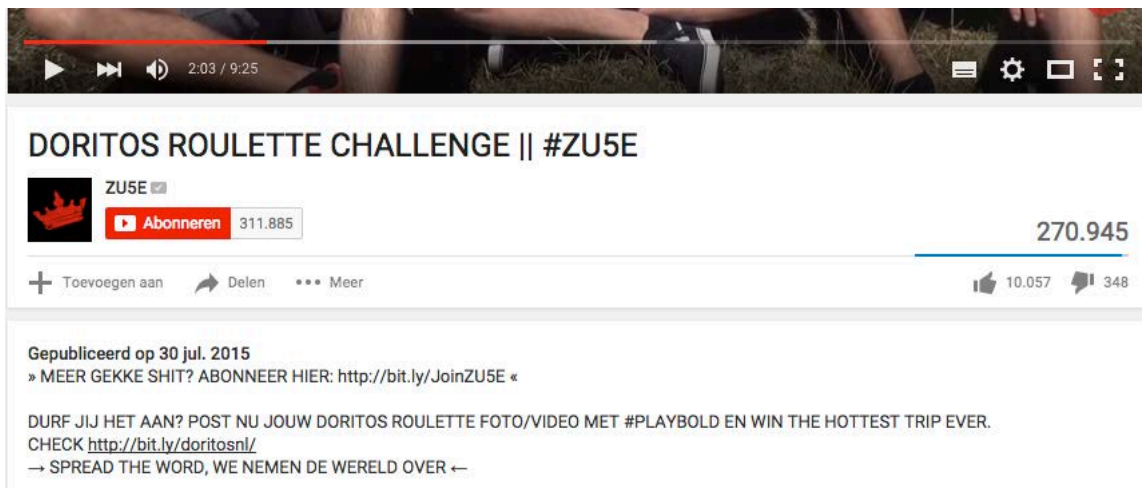 2:03 / 9:25
DORITOS ROULETTE CHALLENGE || #ZU5E
ZU5E
Abonneren 311.885
270.945
Toevoegen aan Delen Meer 10.057 348
Gepubliceerd op 30 jul. 2015
» MEER GEKKE SHIT? ABONNEER HIER: http://bit.ly/JoinZU5E «
DURF JIJ HET AAN? POST NU JOUW DORITOS ROULETTE FOTO/VIDEO MET #PLAYBOLD EN WIN THE HOTTEST TRIP EVER.
CHECK http://bit.ly/doritosnl/
→ SPREAD THE WORD, WE NEMEN DE WERELD OVER ←